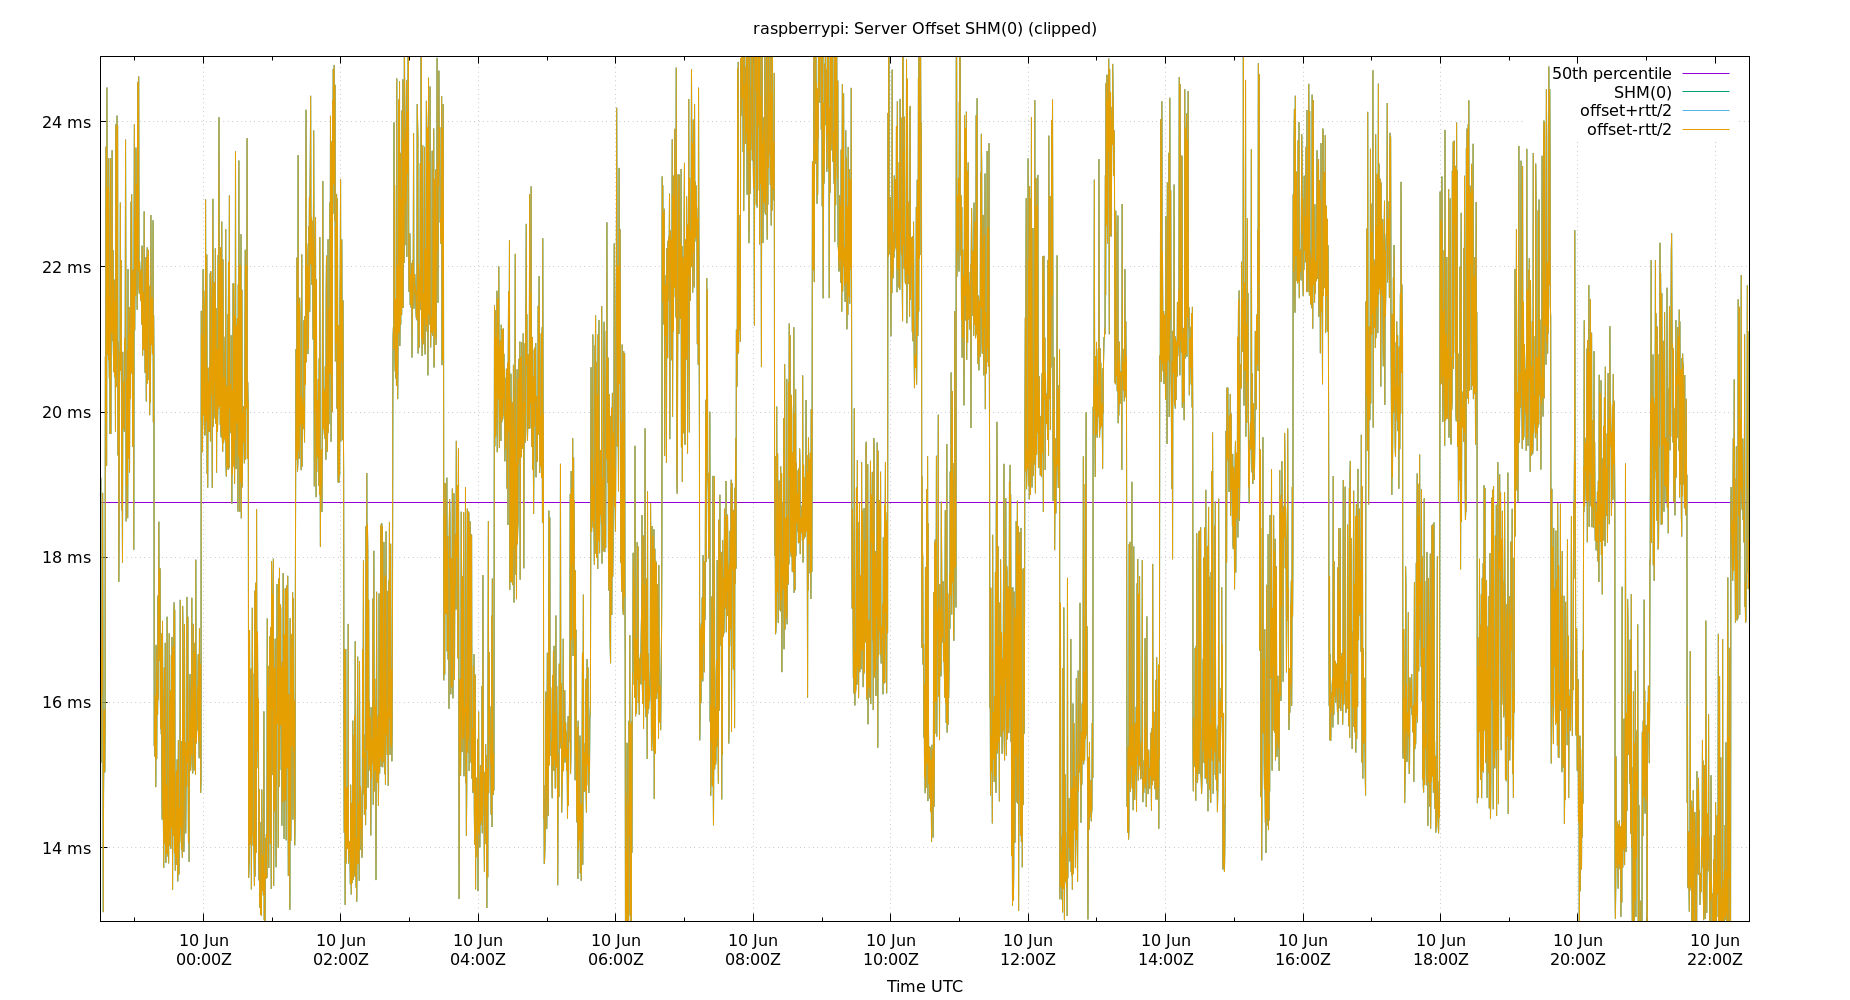 raspberrypi: Server Offset SHM(0) (clipped)
50th percentile
SHM(0)
offset+rtt/2
offset-rtt/2
24 ms
22 ms
20 ms
18 ms
16 ms
14 ms
10 Jun 10 Jun 10 Jun 10 Jun 10 Jun 10 Jun 10 Jun 10 Jun 10 Jun 10 Jun 10 Jun 10 Jun
00:00Z 02:00Z 04:00Z 06:00Z 08:00Z 10:00Z 12:00Z 14:00Z 16:00Z 18:00Z 20:00Z 22:00Z
Time UTC